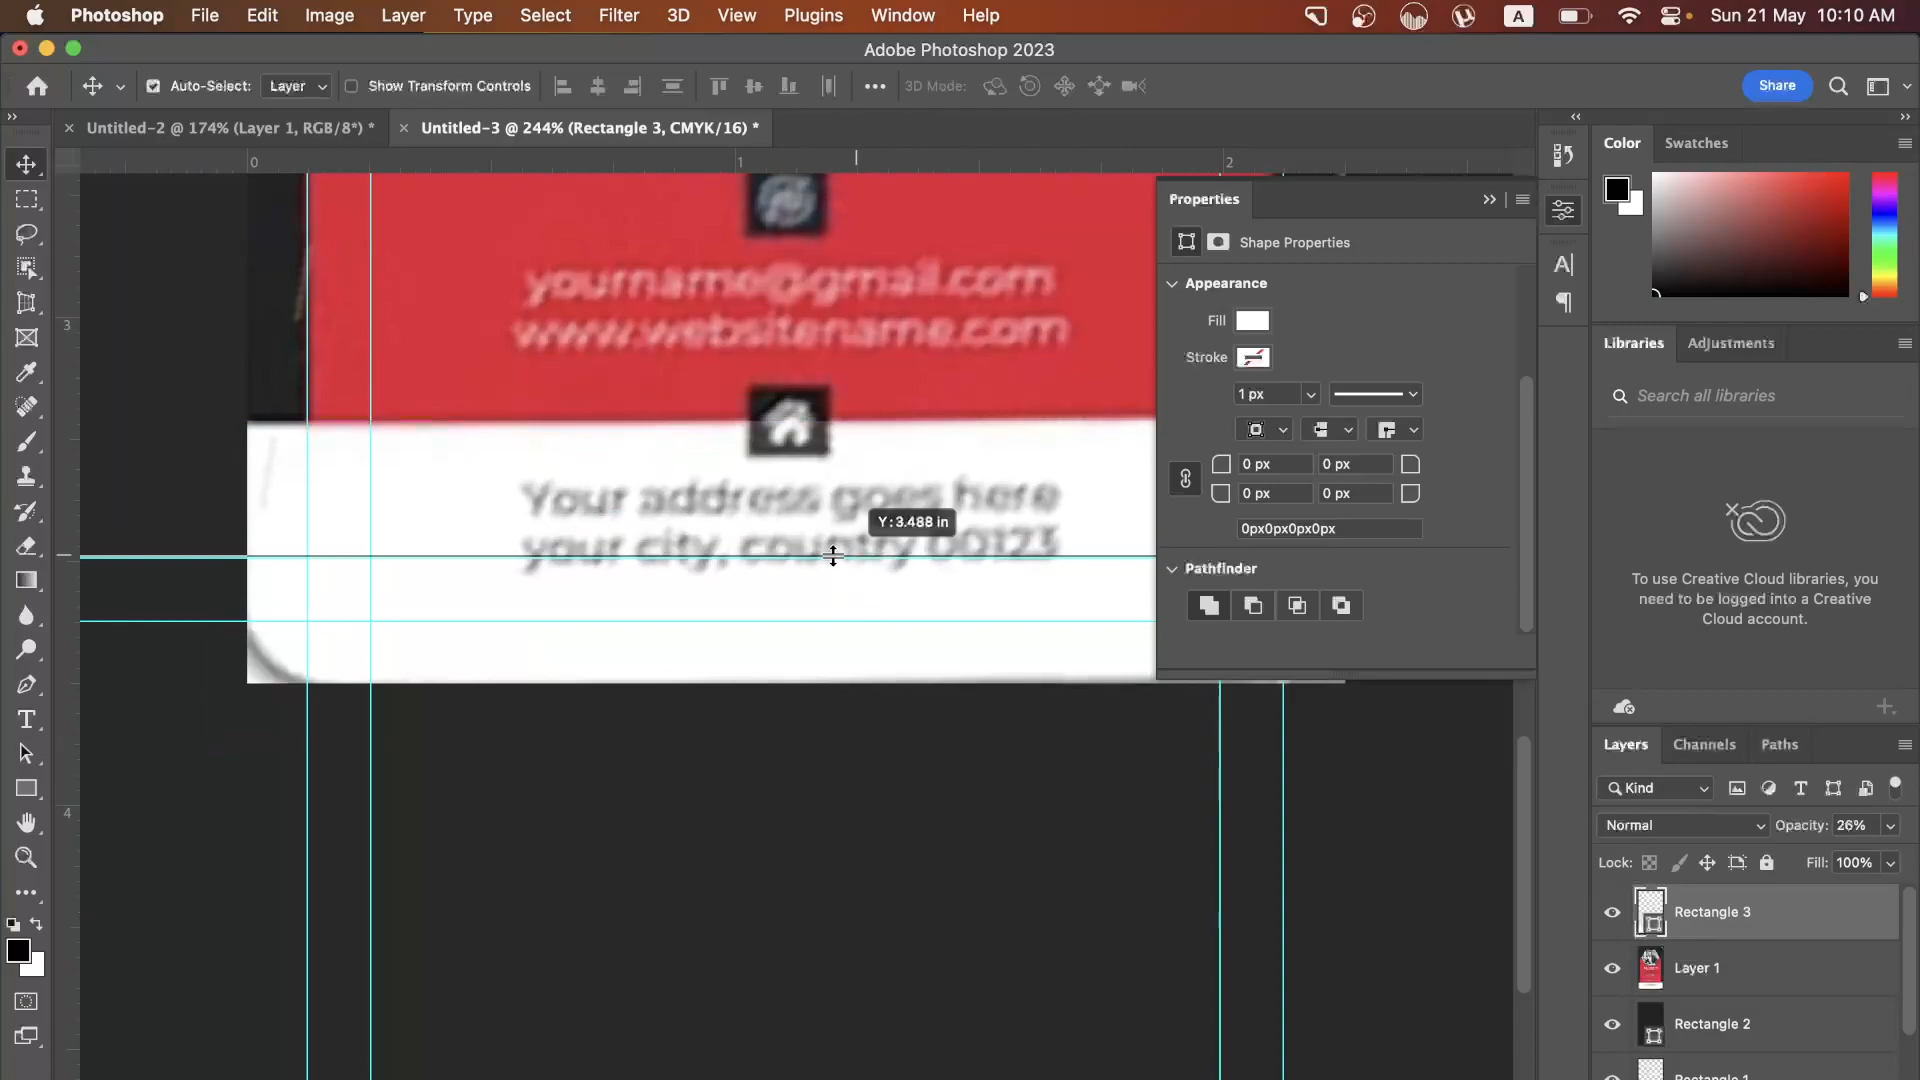 Photoshop File Edit Image Layer Type Select Filter 3D View Plugins Window Help A Sun 21 May 10:10 AM
Adobe Photoshop 2023
Auto-Select: Layer Show Transform Controls 3D Mode: Share
Untitled-2 @ 174% (Layer 1, RGB/8*) * Untitled-3 @ 244% (Rectangle 3, CMYK/16) *
0 1 2
3
4
yourname@gmail.com
www.websitename.com
Your address goes here
Y: 3.488 in
your city, country 00123
Properties
Shape Properties
Appearance
Fill
Stroke
1 px
0 px 0 px
0 px 0 px
0px0px0px0px
Pathfinder
Color Swatches
Libraries Adjustments
Search all libraries
To use Creative Cloud libraries, you
need to be logged into a Creative
Cloud account.
Layers Channels Paths
Kind
Normal Opacity: 26%
Lock: Fill: 100%
Rectangle 3
Layer 1
Rectangle 2